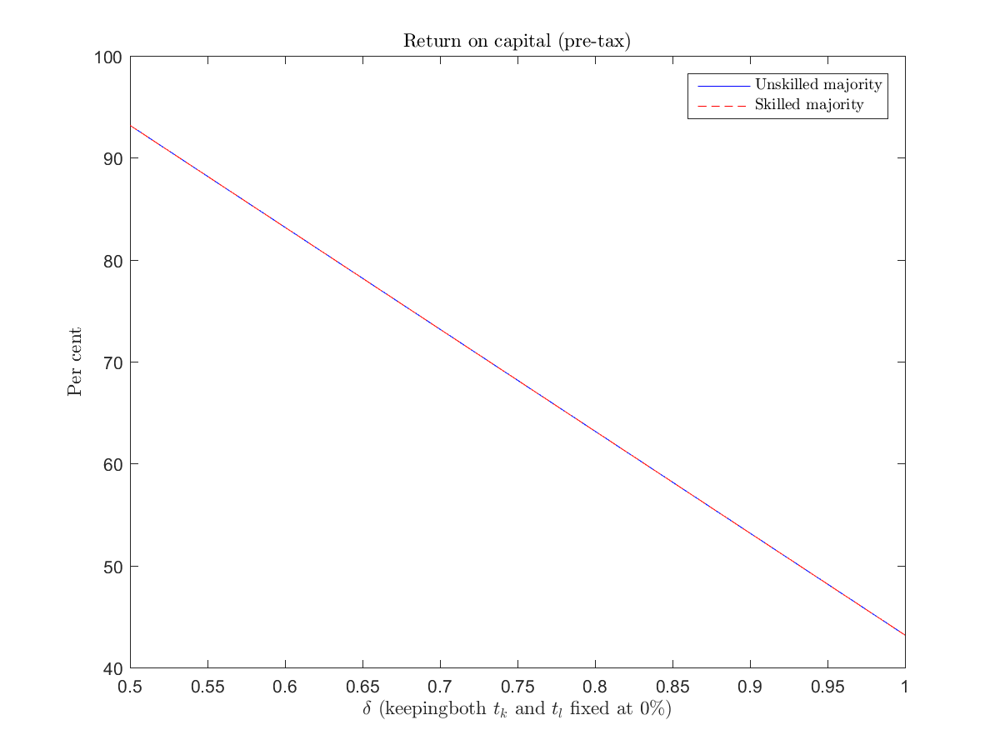 Return on capital (pre-tax)
Unskilled majority
Skilled majority
Per cent
100
90
80
70
60
50
40
0.5 0.55 0.6 0.65 0.7 0.75 0.8 0.85 0.9 0.95 1
δ (keepingboth t_k and t_l fixed at 0%)